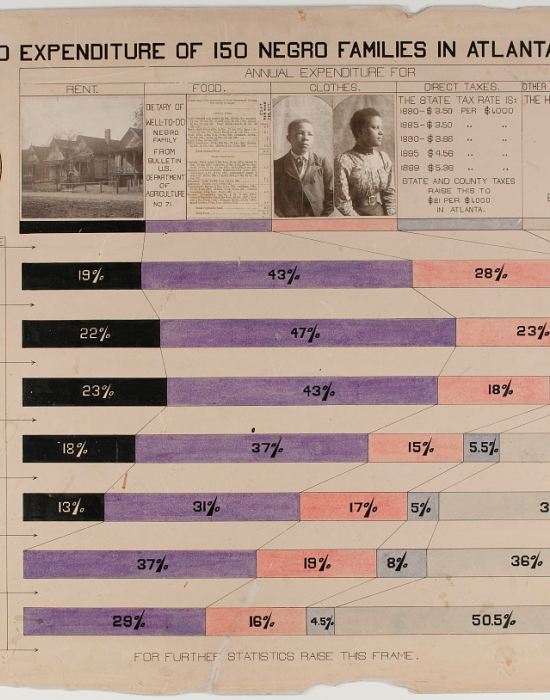 D EXPENDITURE OF 150 NEGRO FAMILIES IN ATLANTA
ANNUAL EXPENDITURE FOR
RENT. FOOD. CLOTHES. DIRECT TAXES. OTHER
DIETARY OF
WELL-TO-DO
NEGRO
FAMILY
FROM
BULLETIN
U.S.
DEPARTMENT
OF
AGRICULTURE
NO 71.
THE STATE TAX RATE IS:
1880-$ 3.50 PER $1,000
1885-$ 3.50 „ „
1890-$ 3.96 „ „
1895 $ 4.56 „ „
1899 $ 5.36 „ „
STATE AND COUNTY TAXES
RAISE THIS TO
$21 PER $1,000
IN ATLANTA.
THE H
19% 43% 28%
22% 47% 23%
23% 43% 18%
18% 37% 15% 5.5%
13% 31% 17% 5% 3
37% 19% 8% 36%
29% 16% 4.5% 50.5%
FOR FURTHER STATISTICS RAISE THIS FRAME.